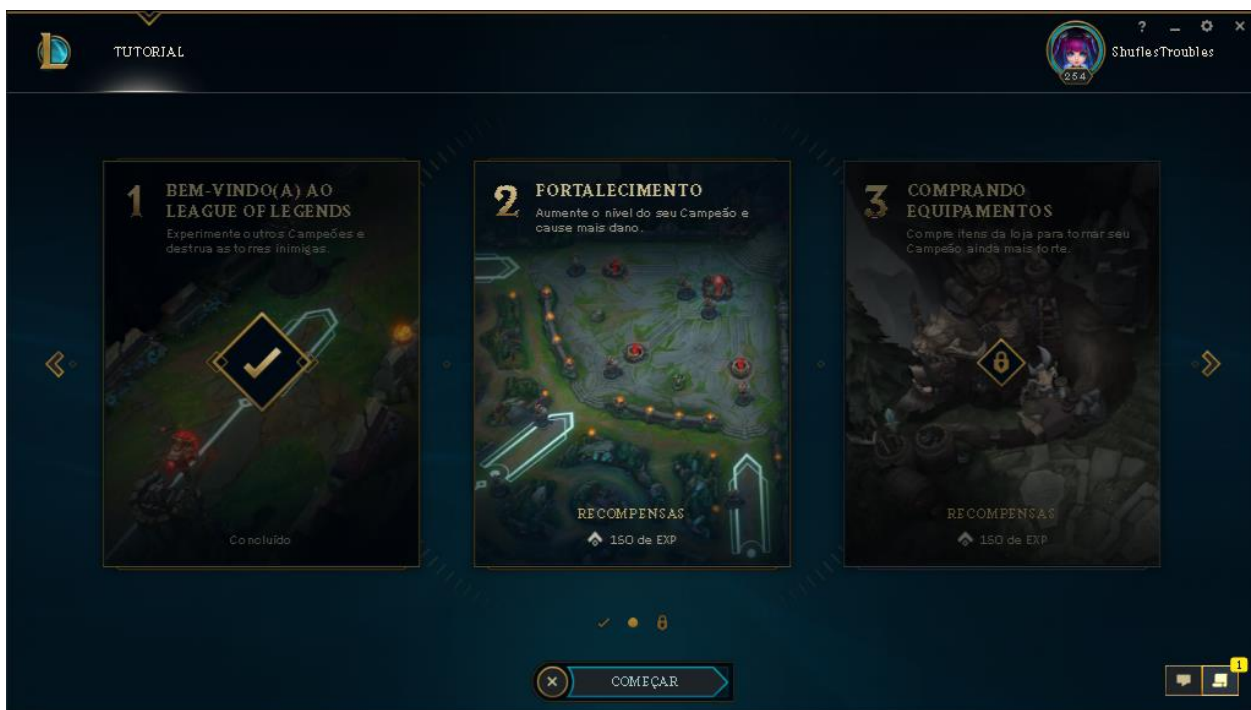 TUTORIAL
?
ShuflesTroubles
254
1
BEM-VINDO(A) AO
LEAGUE OF LEGENDS
Experimente outros Campeões e
destrua as torres inimigas.
Concluído
2
FORTALECIMENTO
Aumente o nível do seu Campeão e
cause mais dano.
RECOMPENSAS
150 de EXP
3
COMPRANDO
EQUIPAMENTOS
Compre itens da loja para tornar seu
Campeão ainda mais forte.
RECOMPENSAS
150 de EXP
COMEÇAR
1